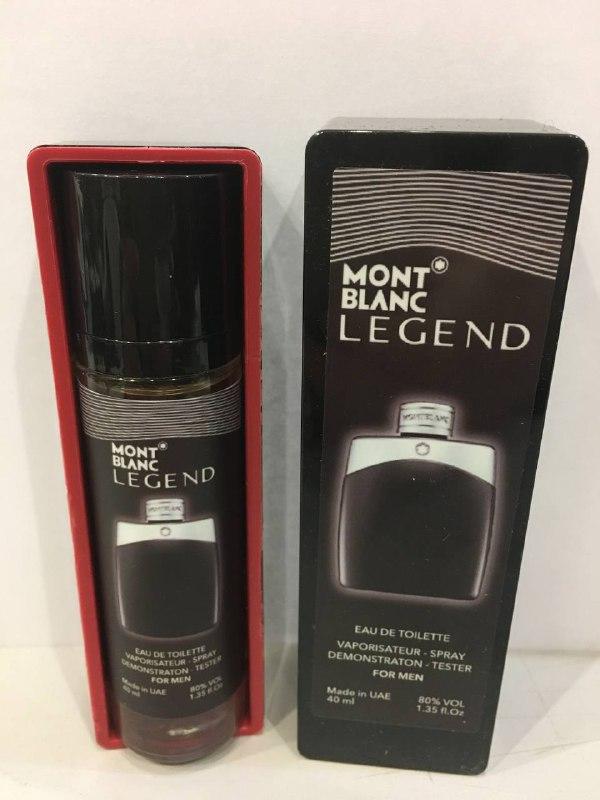 MONT
BLANC
LEGEND
MONTBLANC
EAU DE TOILETTE
VAPORISATEUR - SPRAY
DEMONSTRATON - TESTER
FOR MEN
Made in UAE
40 ml
80% VOL
1.35 fl.Oz
MONT
BLANC
LEGEND
MONTBLANC
EAU DE TOILETTE
VAPORISATEUR - SPRAY
DEMONSTRATON - TESTER
FOR MEN
Made in UAE
40 ml
80% VOL
1.35 fl.Oz